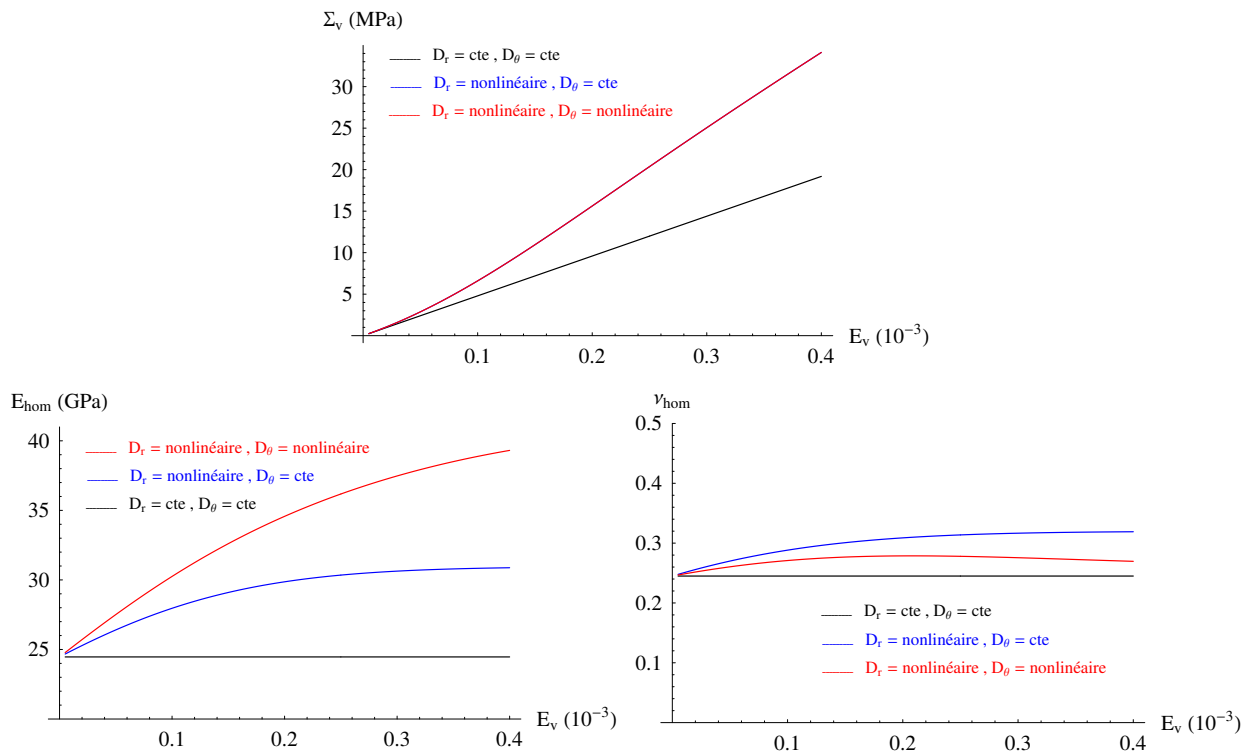 Σv (MPa)
Dr = cte , Dθ = cte
Dr = nonlinéaire , Dθ = cte
Dr = nonlinéaire , Dθ = nonlinéaire
30
25
20
15
10
5
0.1 0.2 0.3 0.4
Ev (10−3)
Ehom (GPa)
Dr = nonlinéaire , Dθ = nonlinéaire
Dr = nonlinéaire , Dθ = cte
Dr = cte , Dθ = cte
40
35
30
25
0.1 0.2 0.3 0.4
Ev (10−3)
νhom
0.5
0.4
0.3
0.2
0.1
Dr = cte , Dθ = cte
Dr = nonlinéaire , Dθ = cte
Dr = nonlinéaire , Dθ = nonlinéaire
0.1 0.2 0.3 0.4
Ev (10−3)